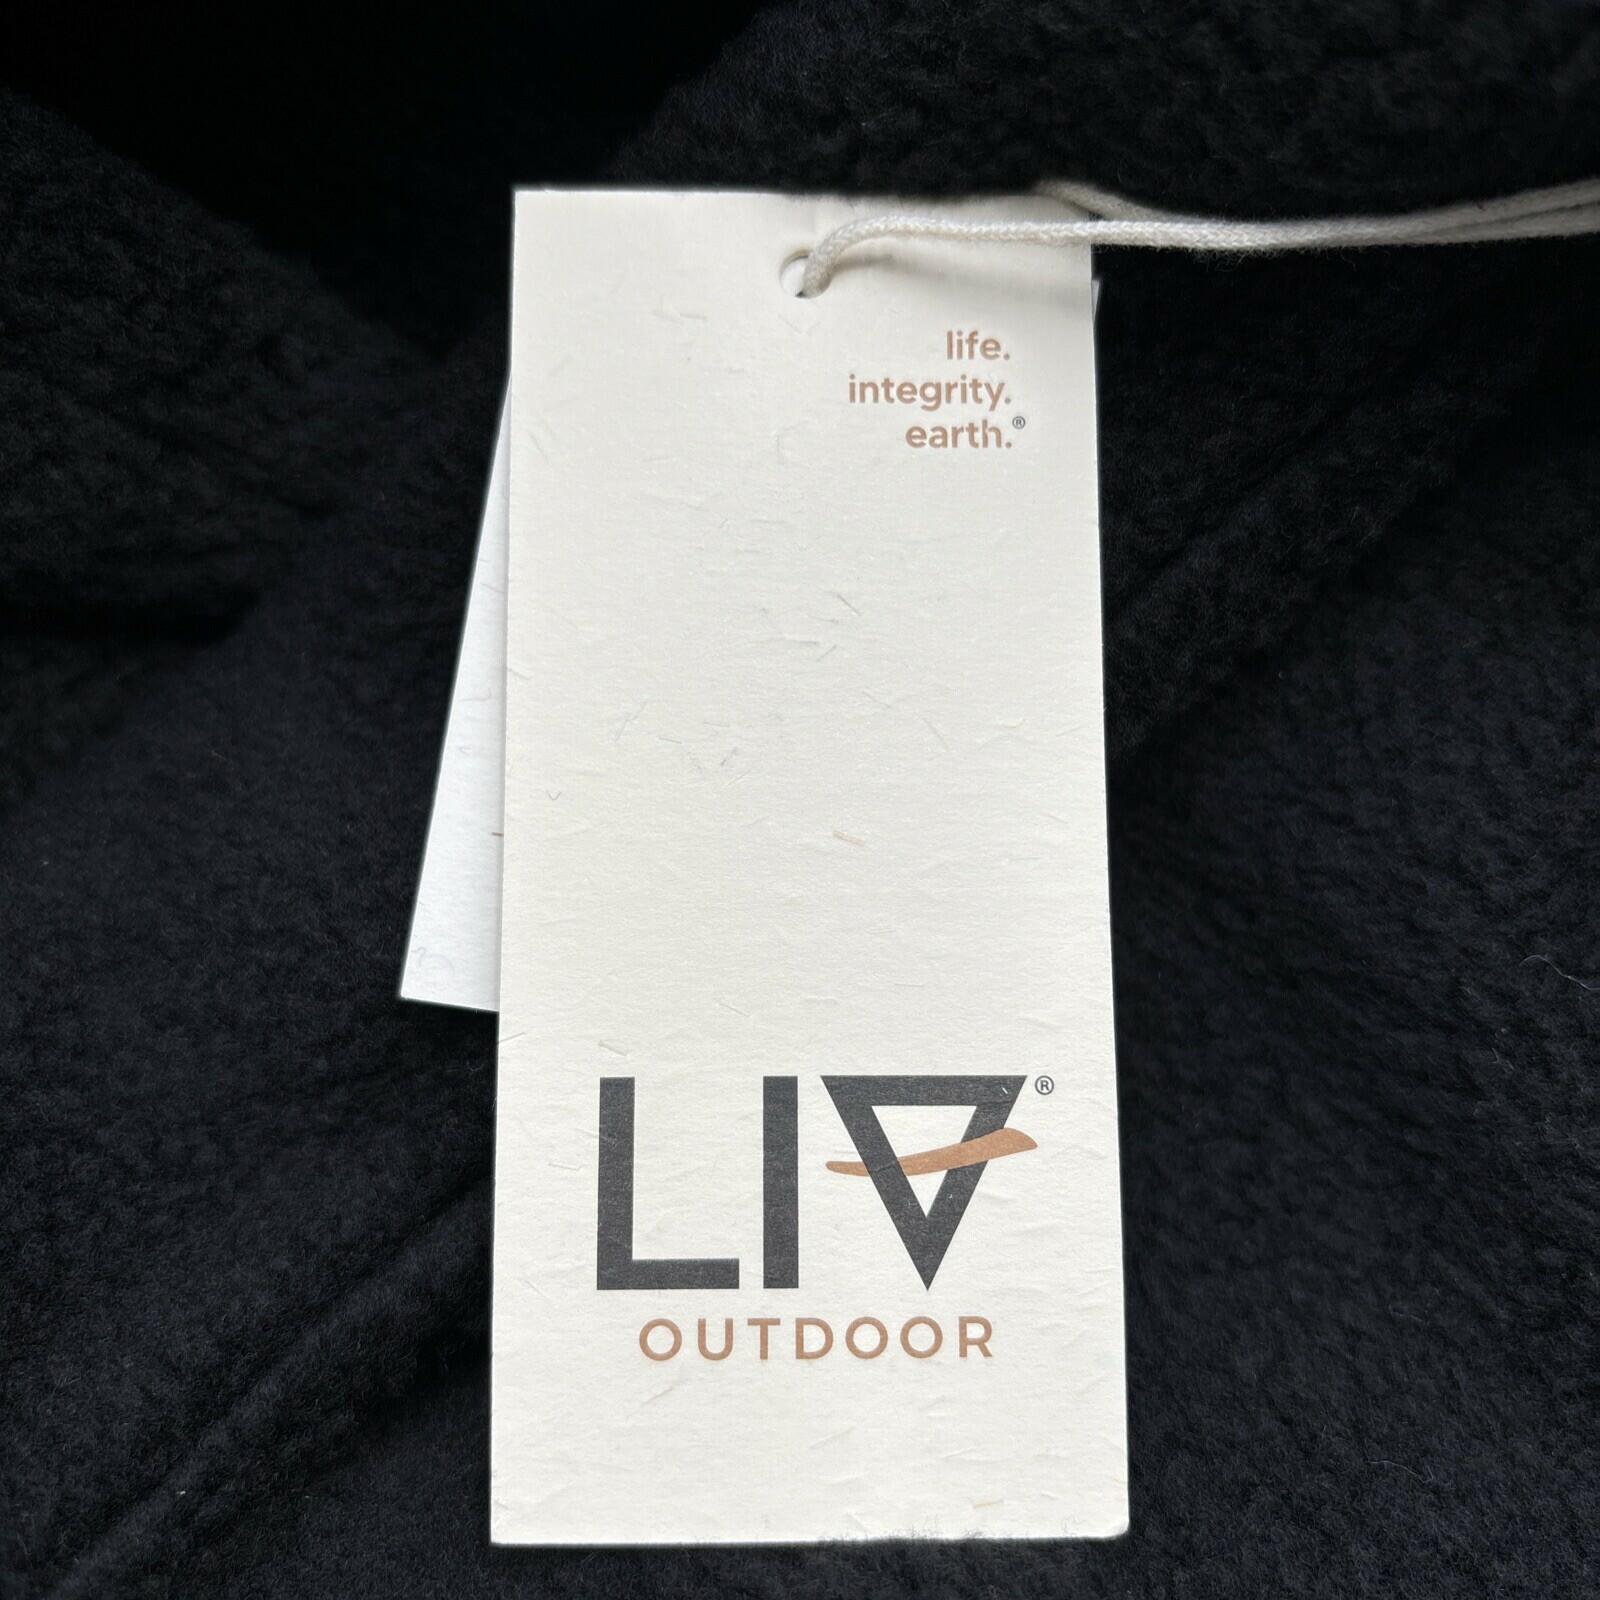 life.
integrity.
earth.®
LIV®
OUTDOOR